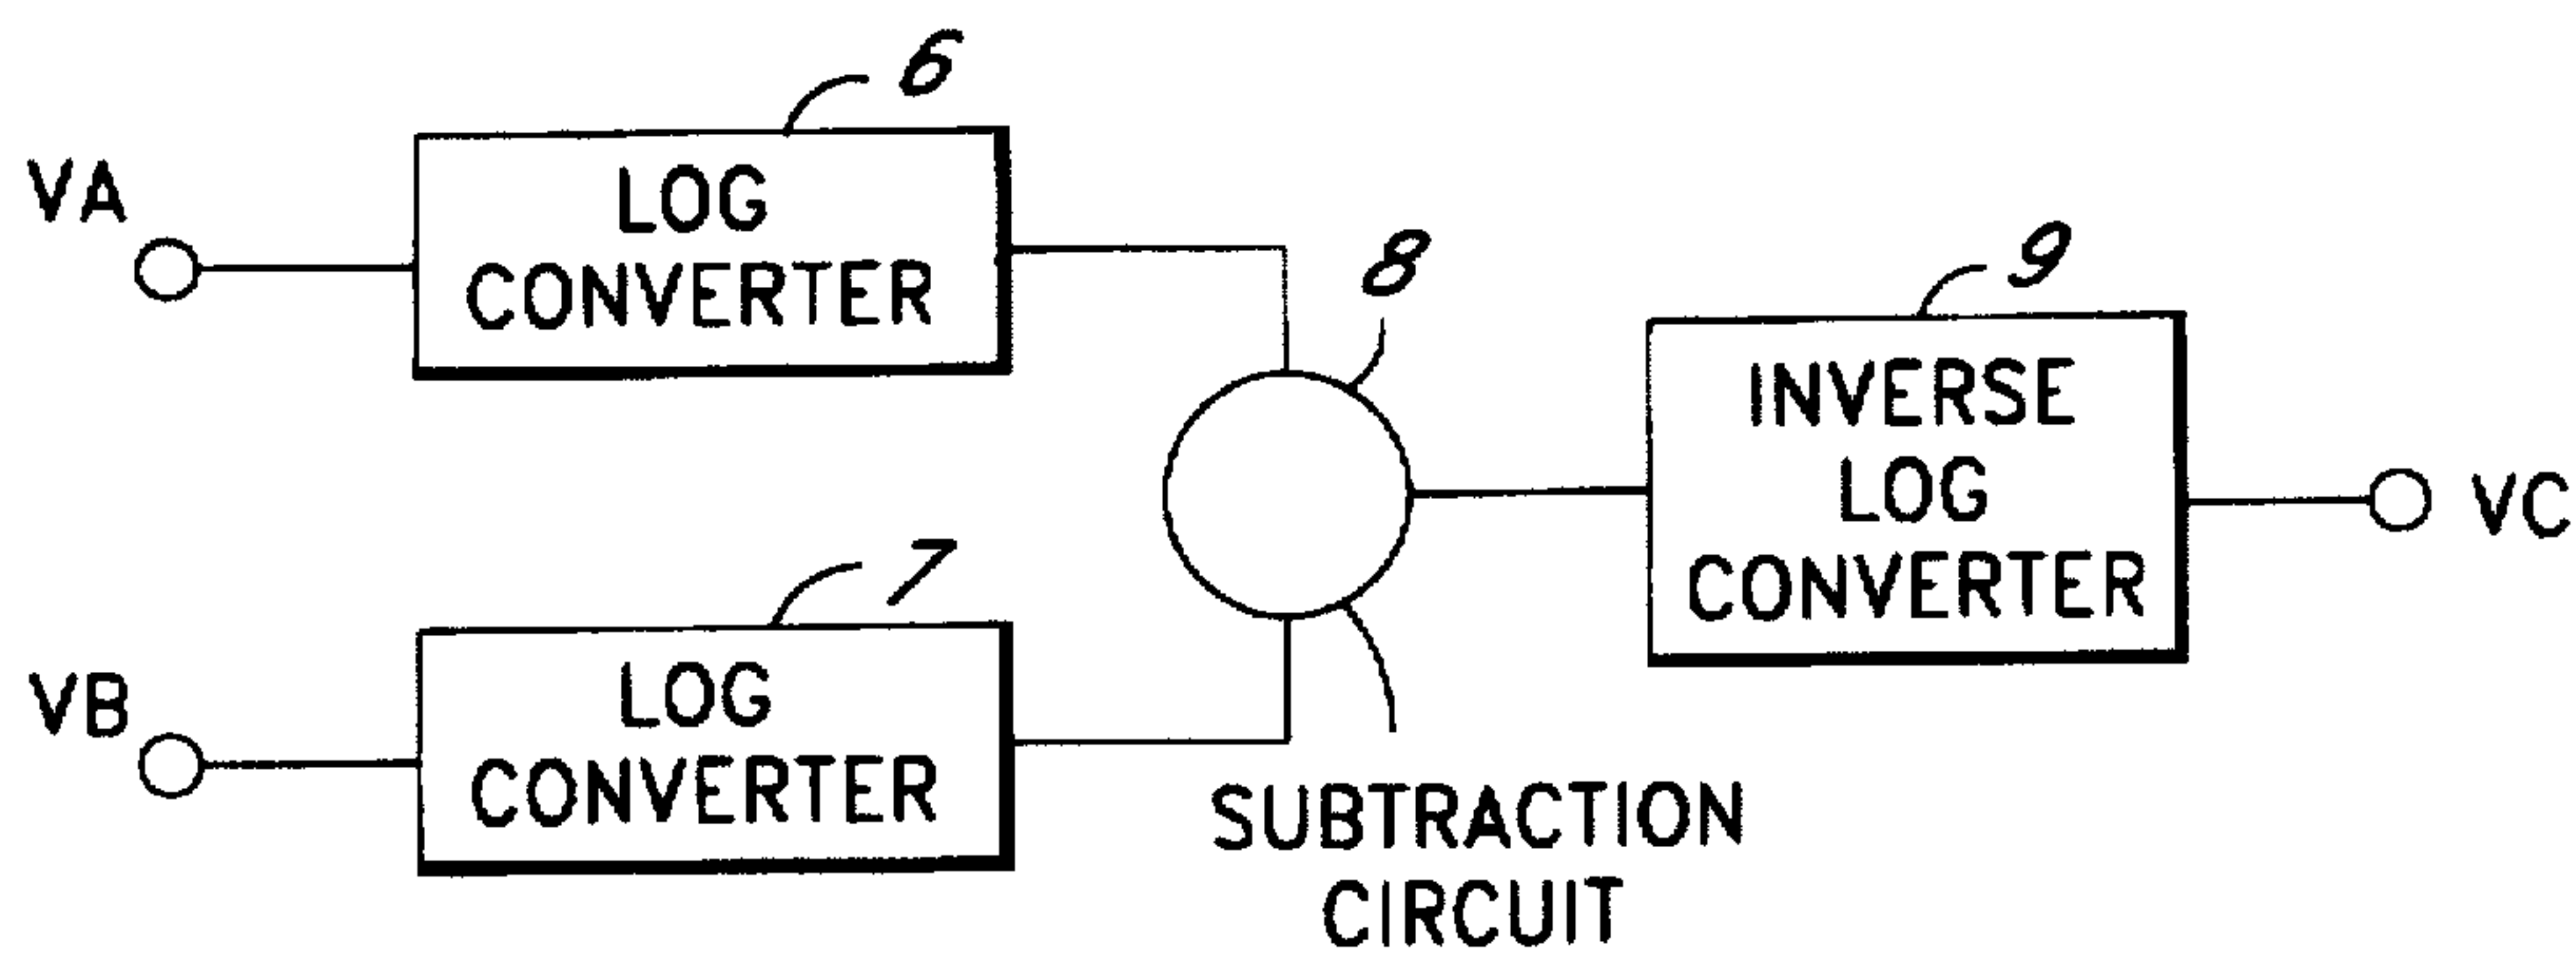 6
VA
LOG
CONVERTER
8
9
INVERSE
LOG
CONVERTER
VC
7
VB
LOG
CONVERTER
SUBTRACTION
CIRCUIT